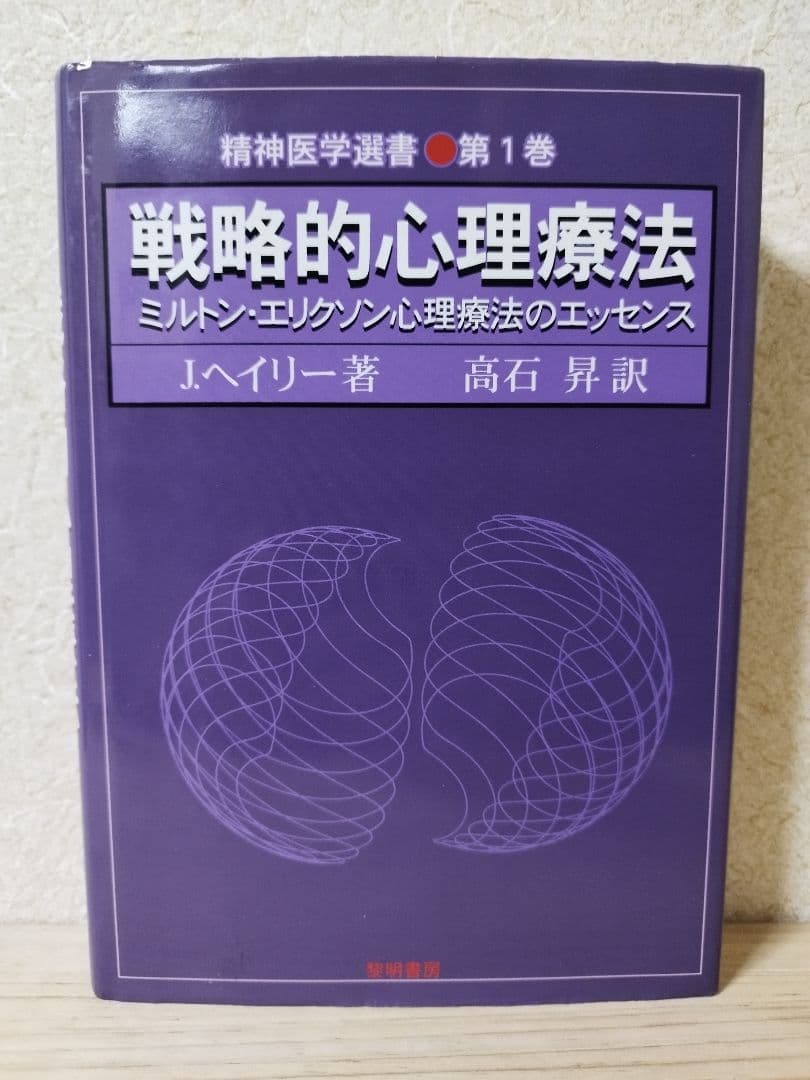 精神医学選書●第1巻
戦略的心理療法
ミルトン・エリクソン心理療法のエッセンス
J.ヘイリー著 高石 昇訳
黎明書房